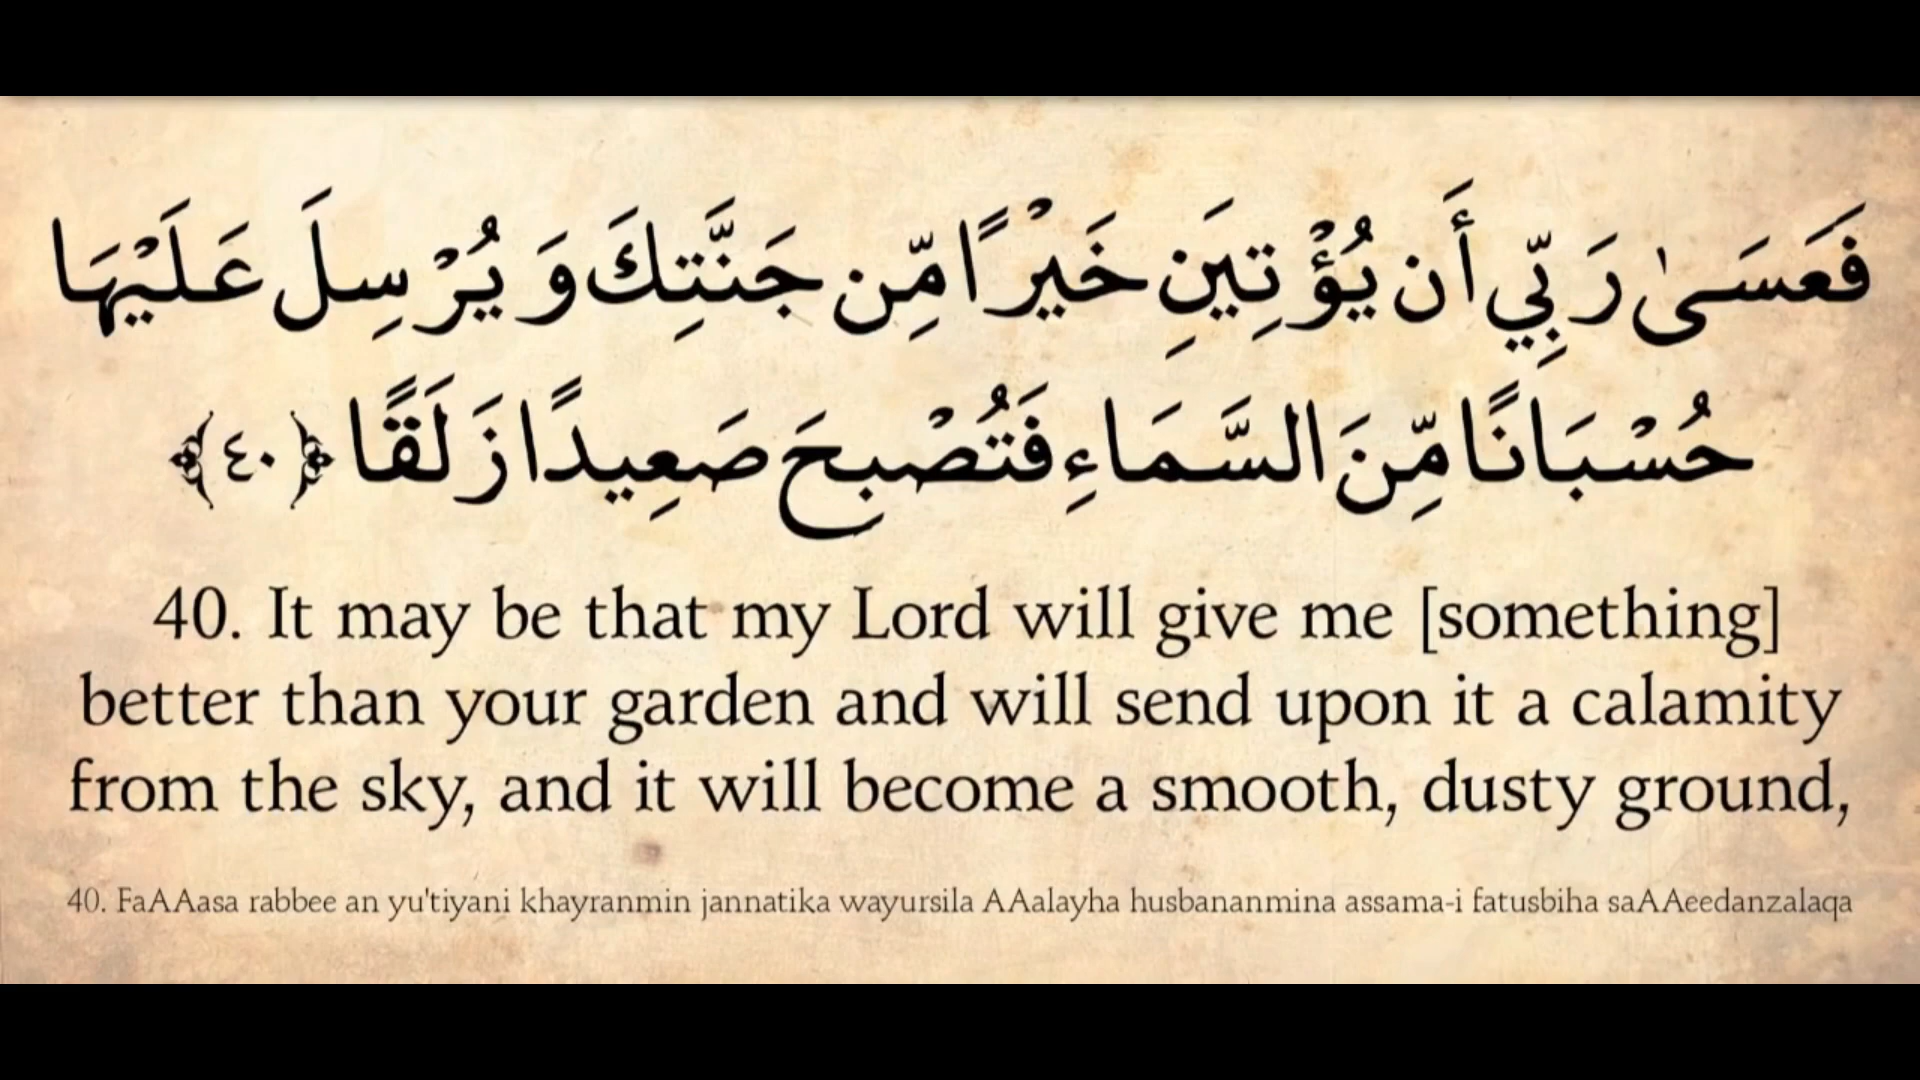 فَعَسَىٰ رَبِّي أَن يُؤْتِيَنِ خَيْرًا مِّن جَنَّتِكَ وَيُرْسِلَ عَلَيْهَا
حُسْبَانًا مِّنَ السَّمَاءِ فَتُصْبِحَ صَعِيدًا زَلَقًا ﴿٤٠﴾
40. It may be that my Lord will give me [something]
better than your garden and will send upon it a calamity
from the sky, and it will become a smooth, dusty ground,
40. FaAAasa rabbee an yu'tiyani khayranmin jannatika wayursila AAalayha husbananmina assama-i fatusbiha saAAeedanzalaqa